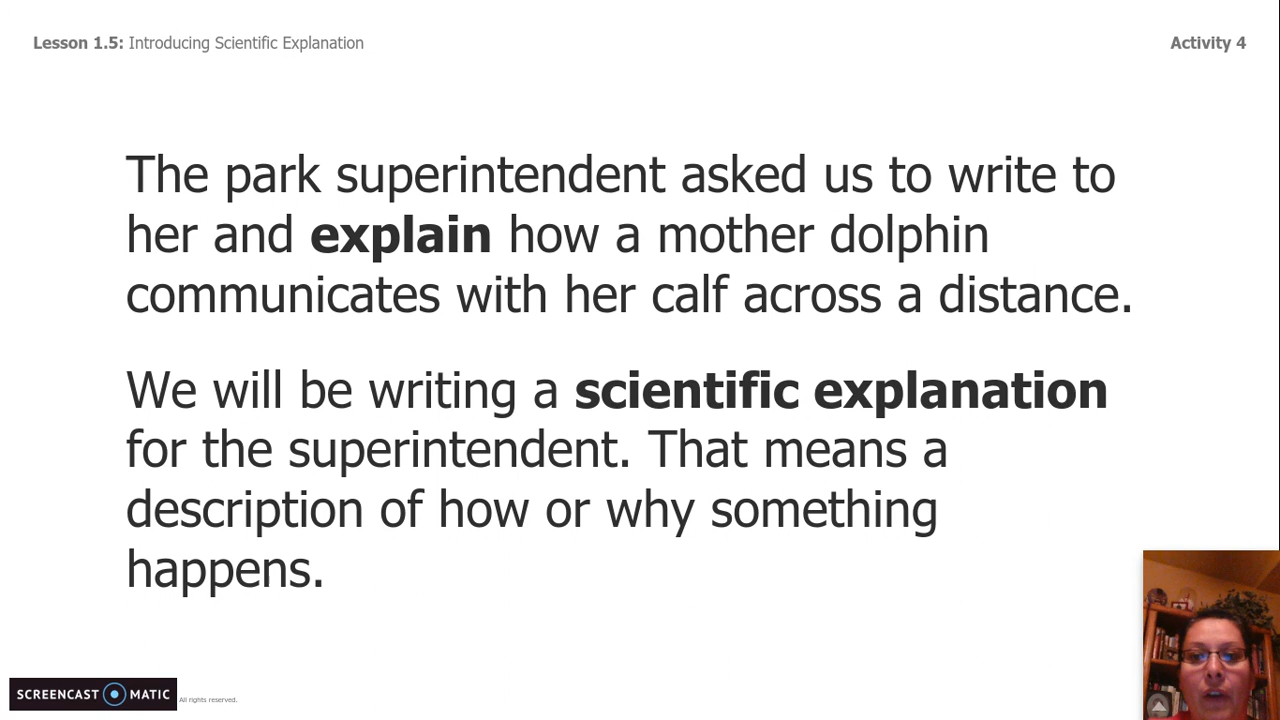 Lesson 1.5: Introducing Scientific Explanation
Activity 4
The park superintendent asked us to write to
her and explain how a mother dolphin
communicates with her calf across a distance.
We will be writing a scientific explanation
for the superintendent. That means a
description of how or why something
happens.
SCREENCAST MATIC
All rights reserved.